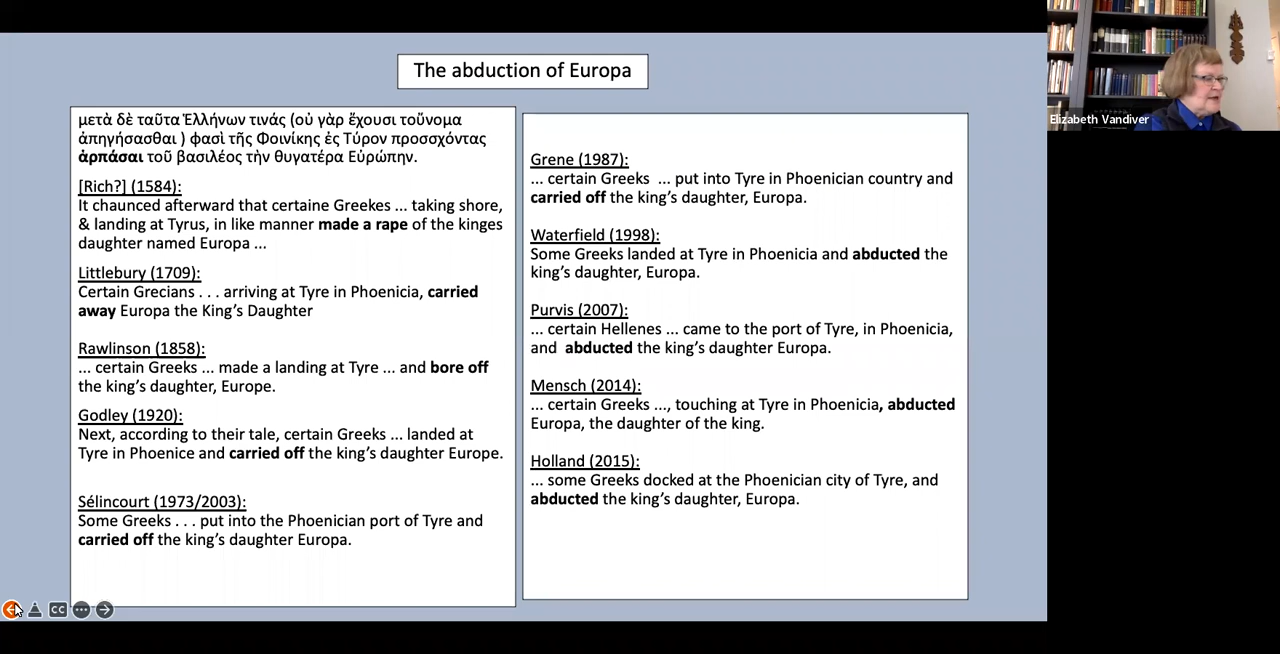 The abduction of Europa
μετὰ δὲ ταῦτα Ἑλλήνων τινάς (οὐ γὰρ ἔχουσι τοὔνομα
ἀπηγήσασθαι ) φασὶ τῆς Φοινίκης ἐς Τύρον προσσχόντας
ἁρπάσαι τοῦ βασιλέος τὴν θυγατέρα Εὐρώπην.
[Rich?] (1584):
It chaunced afterward that certaine Greekes ... taking shore,
& landing at Tyrus, in like manner made a rape of the kinges
daughter named Europa ...
Littlebury (1709):
Certain Grecians . . . arriving at Tyre in Phoenicia, carried
away Europa the King's Daughter
Rawlinson (1858):
... certain Greeks ... made a landing at Tyre ... and bore off
the king's daughter, Europe.
Godley (1920):
Next, according to their tale, certain Greeks ... landed at
Tyre in Phoenice and carried off the king's daughter Europe.
Sélincourt (1973/2003):
Some Greeks . . . put into the Phoenician port of Tyre and
carried off the king's daughter Europa.
Grene (1987):
... certain Greeks ... put into Tyre in Phoenician country and
carried off the king's daughter, Europa.
Waterfield (1998):
Some Greeks landed at Tyre in Phoenicia and abducted the
king's daughter, Europa.
Purvis (2007):
... certain Hellenes ... came to the port of Tyre, in Phoenicia,
and abducted the king's daughter Europa.
Mensch (2014):
... certain Greeks ..., touching at Tyre in Phoenicia, abducted
Europa, the daughter of the king.
Holland (2015):
... some Greeks docked at the Phoenician city of Tyre, and
abducted the king's daughter, Europa.
Elizabeth Vandiver
CC